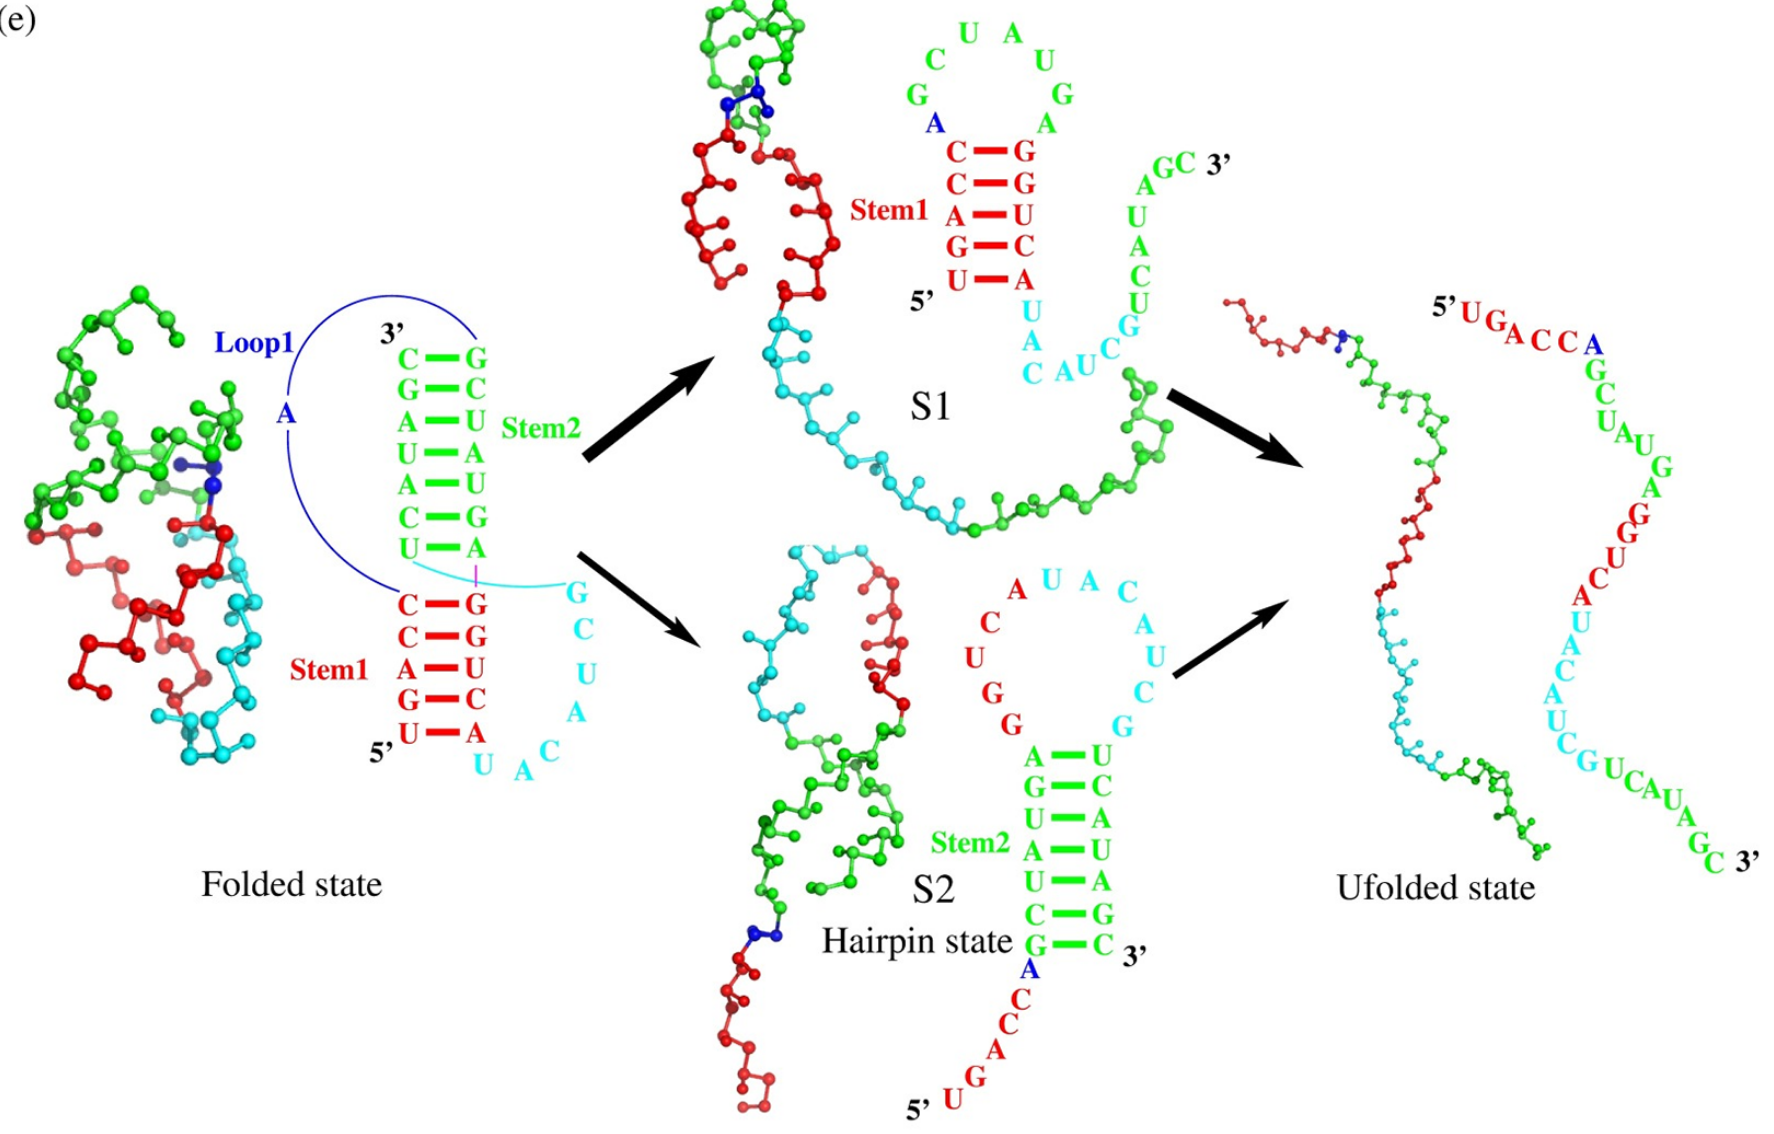 (e)
Loop1
3’
A
C G
G C
A U
U A
A U
C G
U A
Stem2
C G
C G
A U
G C
U A
5’
Stem1
U A C A U C G
Folded state
U A
C U
G G
A A
C G
C G
A U
G C
U A
Stem1
5’
U A C A U C G
U C A U A G C 3’
S1
A U A C
C A
U U
G C
G G
A U
G C
U A
A U
U A
C G
G C 3’
Stem2
S2
Hairpin state
A
C
C
A
G
5’ U
5’ U G A C C A
G C U A U G A
G G U C A
U A C A U C G
U C A U A G C 3’
Ufolded state